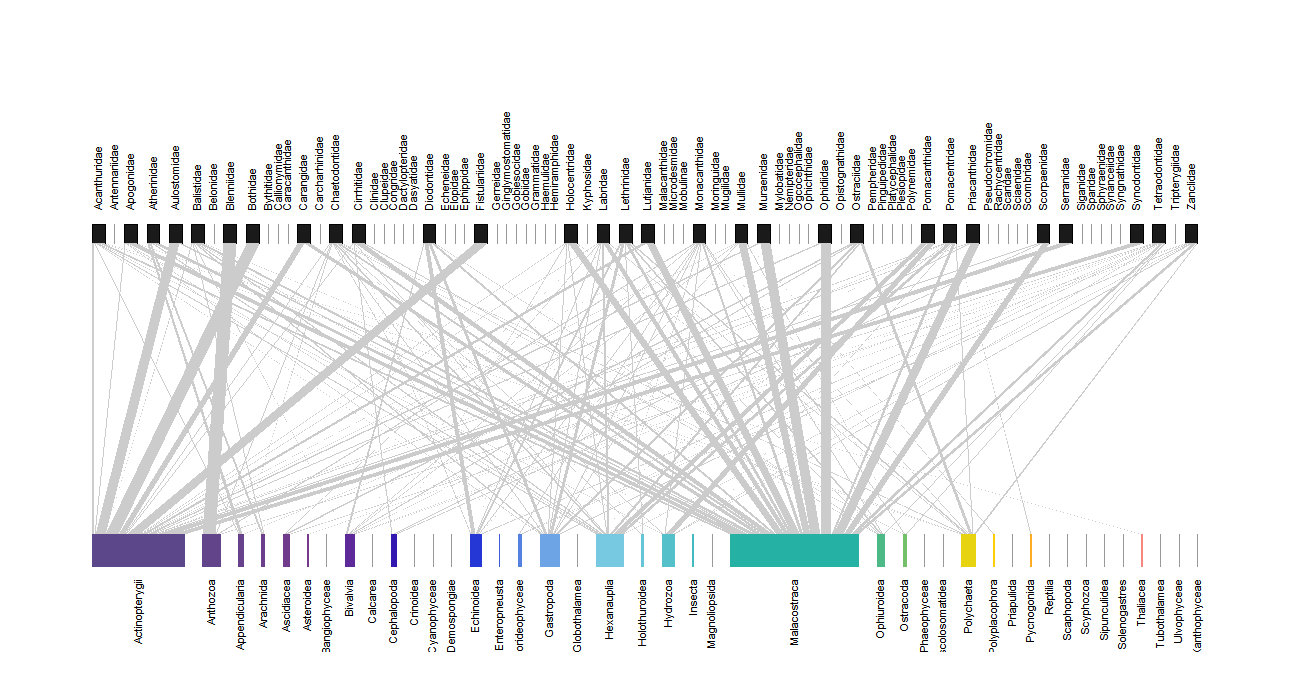 Acanthuridae
Antennariidae
Apogonidae
Atherinidae
Aulostomidae
Balistidae
Belonidae
Blenniidae
Bothidae
Bythitidae
Callionymidae
Caracanthidae
Carangidae
Carcharhinidae
Chaetodontidae
Cirrhitidae
Clinidae
Clupeidae
Congridae
Dactylopteridae
Dasyatidae
Diodontidae
Echeneidae
Elopidae
Ephippidae
Fistulariidae
Gerreidae
Ginglymostomatidae
Gobiesocidae
Gobiidae
Grammatidae
Haemulidae
Hemiramphidae
Holocentridae
Kyphosidae
Labridae
Lethrinidae
Lutjanidae
Malacanthidae
Microdesmidae
Mobulinae
Monacanthidae
Moringuidae
Mugilidae
Mullidae
Muraenidae
Mylobatidae
Nemipteridae
Ogcocephalidae
Ophichthidae
Ophidiidae
Opistognathidae
Ostraciidae
Pempheridae
Pinguipedidae
Platycephalidae
Plesiopidae
Polynemidae
Pomacanthidae
Pomacentridae
Priacanthidae
Pseudochromidae
Rachycentridae
Scaridae
Sciaenidae
Scombridae
Scorpaenidae
Serranidae
Siganidae
Sparidae
Sphyraenidae
Synanceiidae
Syngnathidae
Synodontidae
Tetraodontidae
Tripterygiidae
Zanclidae
Actinopterygii
Anthozoa
Appendicularia
Arachnida
Ascidiacea
Asteroidea
Bangiophyceae
Bivalvia
Calcarea
Cephalopoda
Crinoidea
Cyanophyceae
Demospongiae
Echinoidea
Enteropneusta
orideophyceae
Gastropoda
Globothalamea
Hexanauplia
Holothuroidea
Hydrozoa
Insecta
Magnoliopsida
Malacostraca
Ophiuroidea
Ostracoda
Phaeophyceae
scolosomatidea
Polychaeta
Polyplacophora
Priapulida
Pycnogonida
Reptilia
Scaphopoda
Scyphozoa
Sipunculidea
Solenogastres
Thaliacea
Tubothalamea
Ulvophyceae
Xanthophyceae